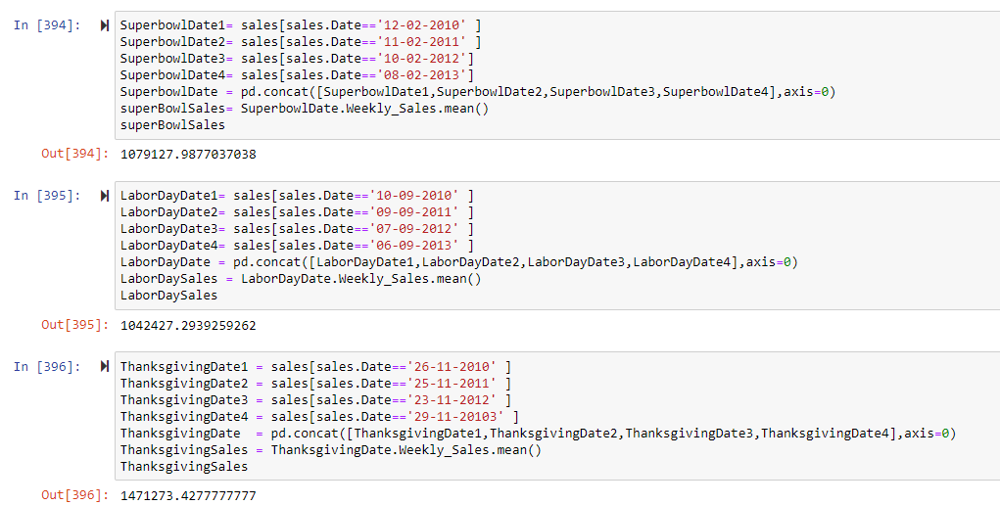 In [394]: SuperbowlDate1= sales[sales.Date=='12-02-2010' ]
SuperbowlDate2= sales[sales.Date=='11-02-2011' ]
SuperbowlDate3= sales[sales.Date=='10-02-2012']
SuperbowlDate4= sales[sales.Date=='08-02-2013']
SuperbowlDate = pd.concat([SuperbowlDate1,SuperbowlDate2,SuperbowlDate3,SuperbowlDate4],axis=0)
superBowlSales= SuperbowlDate.Weekly_Sales.mean()
superBowlSales
Out[394]: 1079127.9877037038
In [395]: LaborDayDate1= sales[sales.Date=='10-09-2010' ]
LaborDayDate2= sales[sales.Date=='09-09-2011' ]
LaborDayDate3= sales[sales.Date=='07-09-2012' ]
LaborDayDate4= sales[sales.Date=='06-09-2013' ]
LaborDayDate = pd.concat([LaborDayDate1,LaborDayDate2,LaborDayDate3,LaborDayDate4],axis=0)
LaborDaySales = LaborDayDate.Weekly_Sales.mean()
LaborDaySales
Out[395]: 1042427.2939259262
In [396]: ThanksgivingDate1 = sales[sales.Date=='26-11-2010' ]
ThanksgivingDate2 = sales[sales.Date=='25-11-2011' ]
ThanksgivingDate3 = sales[sales.Date=='23-11-2012' ]
ThanksgivingDate4 = sales[sales.Date=='29-11-20103' ]
ThanksgivingDate  = pd.concat([ThanksgivingDate1,ThanksgivingDate2,ThanksgivingDate3,ThanksgivingDate4],axis=0)
ThanksgivingSales = ThanksgivingDate.Weekly_Sales.mean()
ThanksgivingSales
Out[396]: 1471273.4277777777